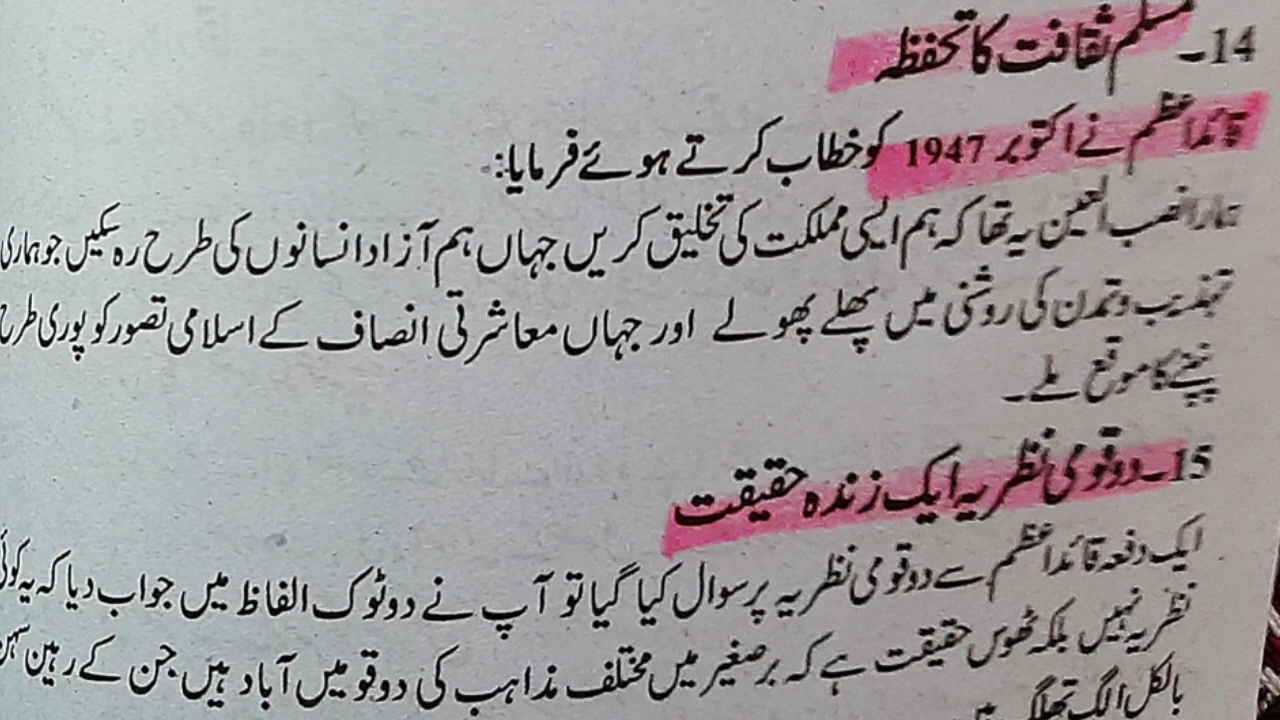 14۔ مسلم ثقافت کا تحفظ
قائداعظم نے اکتوبر 1947 کو خطاب کرتے ہوئے فرمایا:
ہمارا نصب العین یہ تھا کہ ہم ایسی مملکت کی تخلیق کریں جہاں ہم آزاد انسانوں کی طرح رہ سکیں جو ہماری
تہذیب و تمدن کی روشنی میں پھلے پھولے اور جہاں معاشرتی انصاف کے اسلامی تصور کو پوری طرح
پنپنے کا موقع ملے۔
15۔ دو قومی نظریہ ایک زندہ حقیقت
ایک دفعہ قائداعظم سے دو قومی نظریہ پر سوال کیا گیا تو آپ نے دوٹوک الفاظ میں جواب دیا کہ یہ کوئی
نظریہ نہیں بلکہ ٹھوس حقیقت ہے کہ برصغیر میں مختلف مذاہب کی دو قومیں آباد ہیں جن کے رہین سہن
بالکل الگ تھلگ ہیں